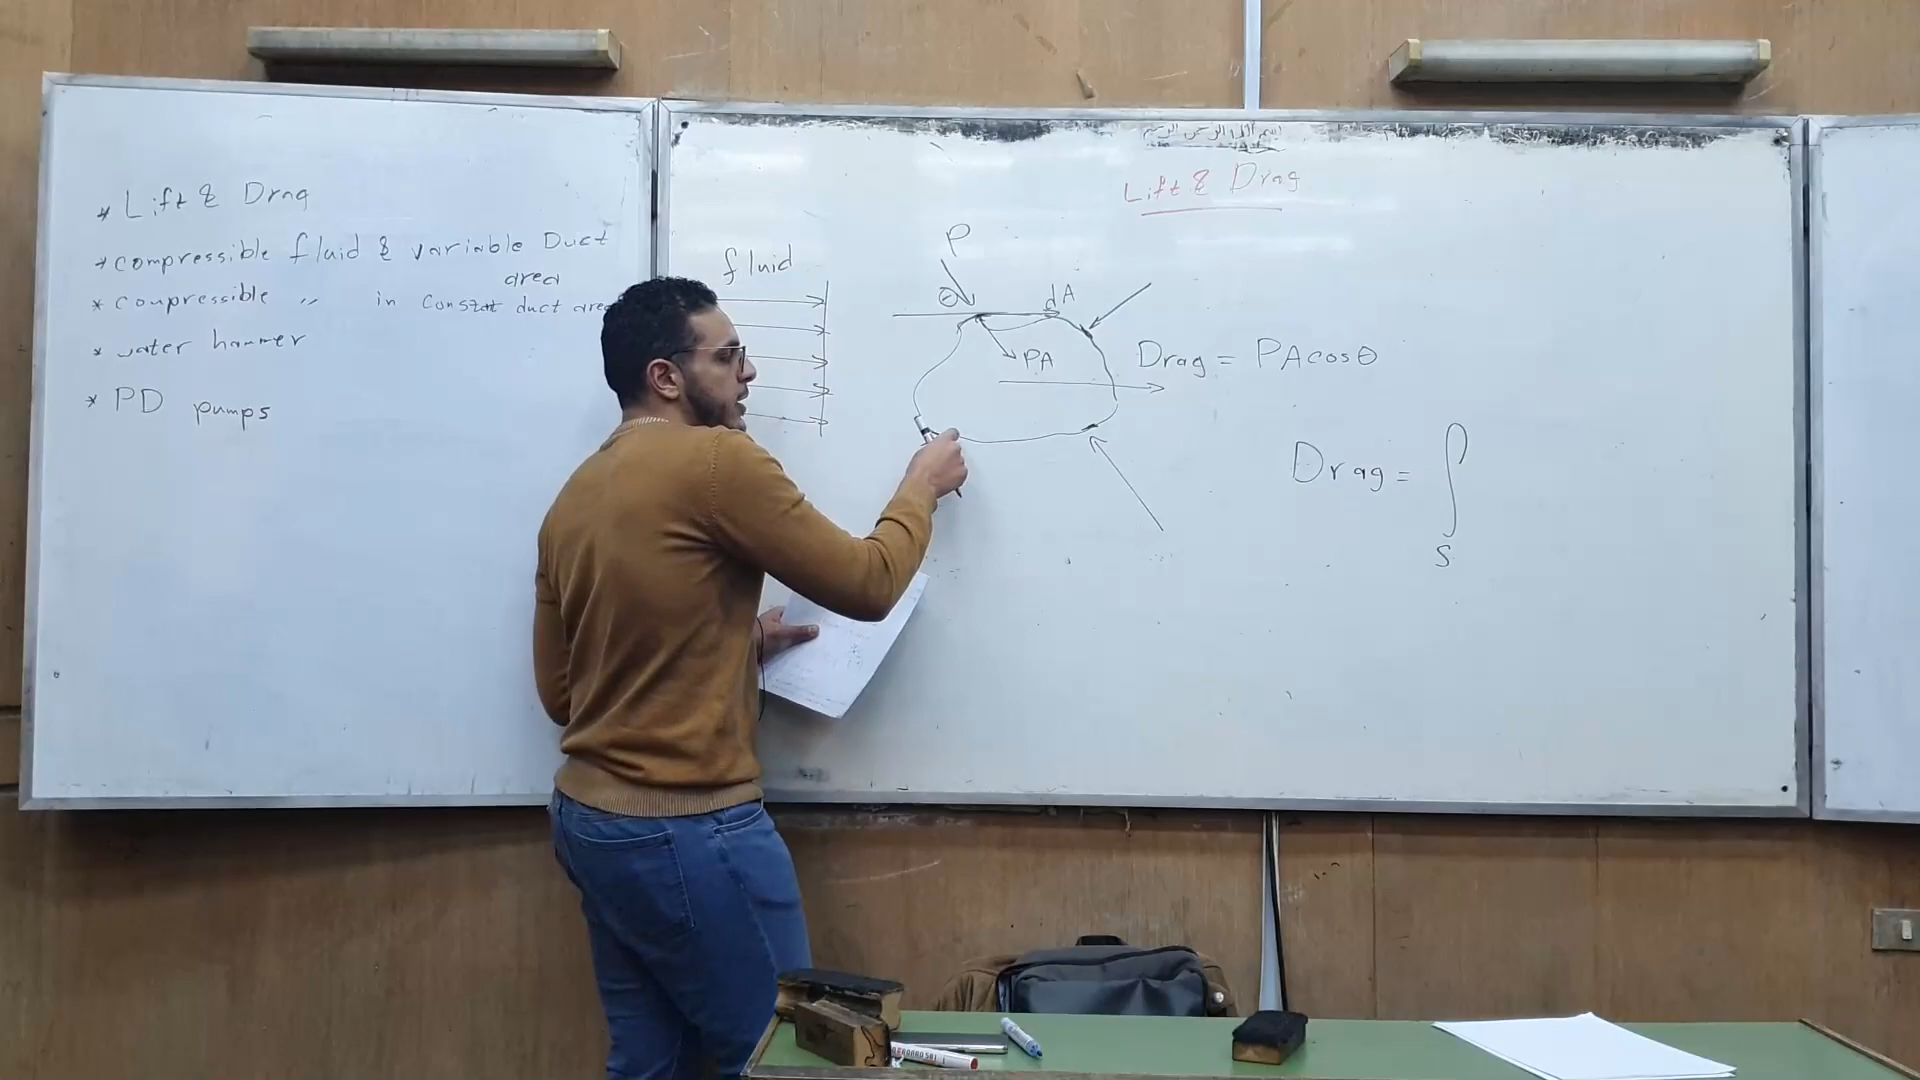 * Lift & Drag
* compressible fluid & variable Duct
area
* coupressible 〃 in Constat duct area
* water hammer
* PD pumps
Lift & Drag
fluid
P
θ
dA
PA
Drag = PAcosθ
Drag = ∫
S